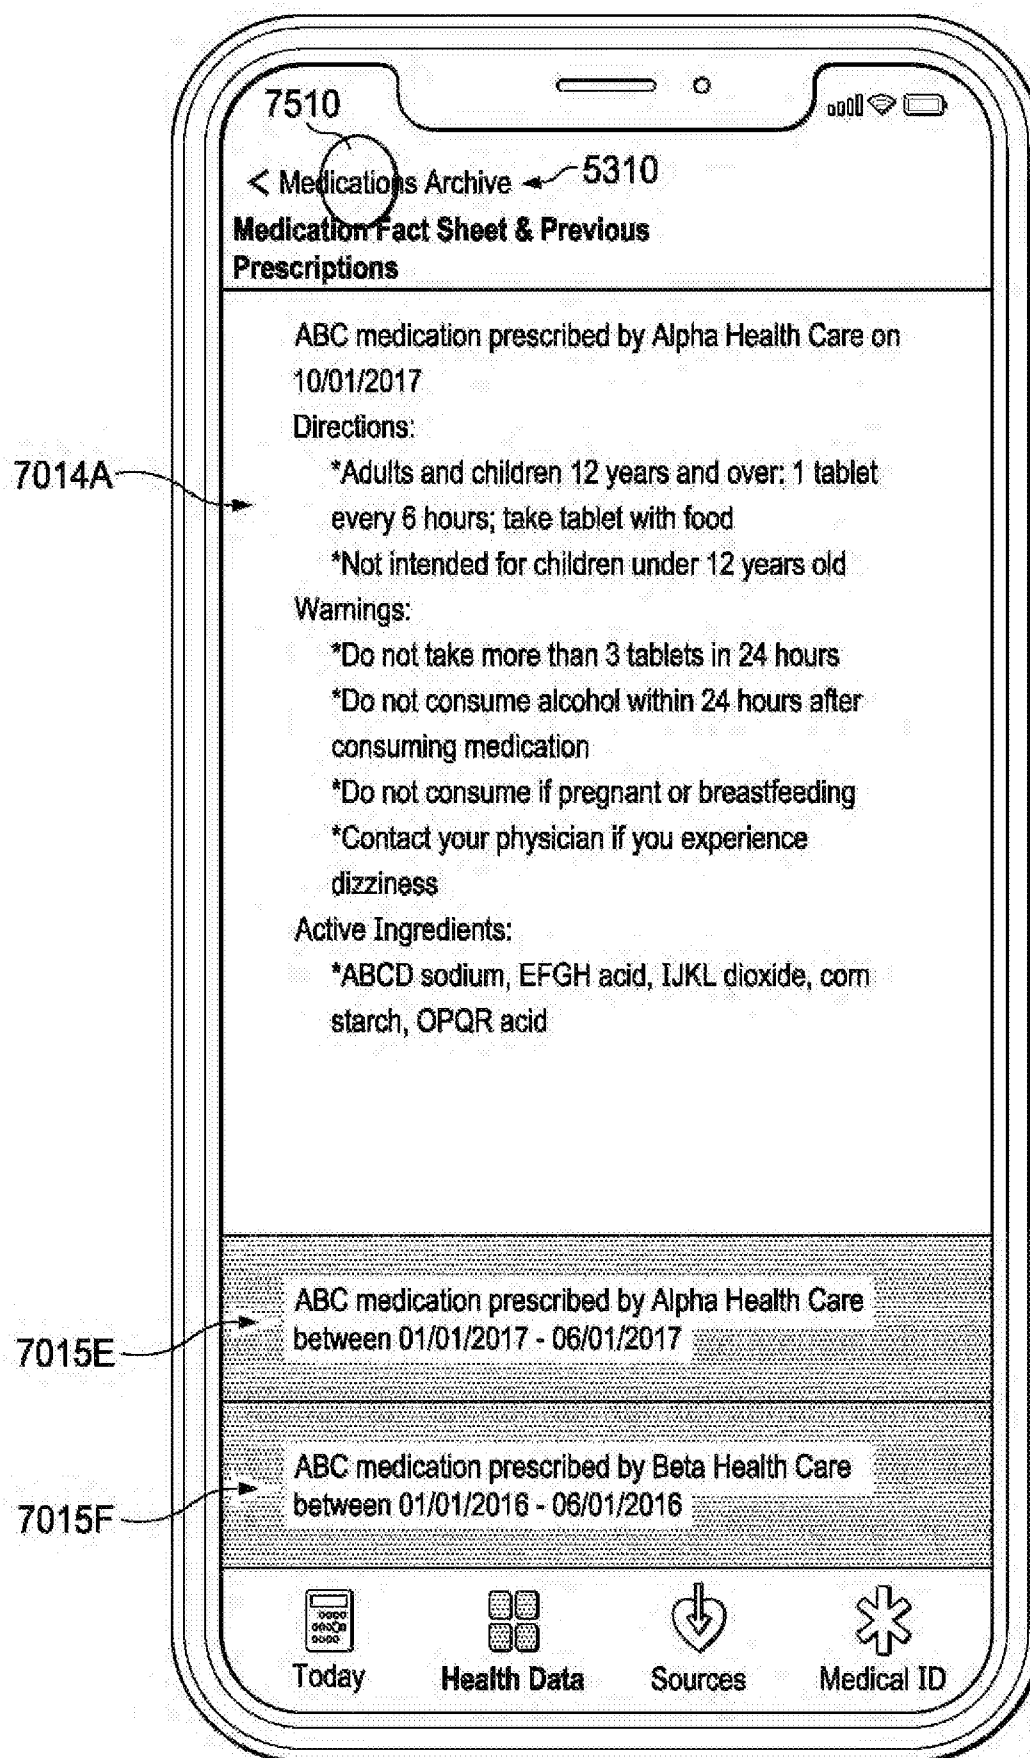 7510
< Medications Archive
5310
Medication Fact Sheet & Previous
Prescriptions
ABC medication prescribed by Alpha Health Care on
10/01/2017
Directions:
7014A
*Adults and children 12 years and over: 1 tablet
every 6 hours; take tablet with food
*Not intended for children under 12 years old
Warnings:
*Do not take more than 3 tablets in 24 hours
*Do not consume alcohol within 24 hours after
consuming medication
*Do not consume if pregnant or breastfeeding
*Contact your physician if you experience
dizziness
Active Ingredients:
*ABCD sodium, EFGH acid, IJKL dioxide, corn
starch, OPQR acid
ABC medication prescribed by Alpha Health Care
between 01/01/2017 - 06/01/2017
7015E
ABC medication prescribed by Beta Health Care
between 01/01/2016 - 06/01/2016
7015F
Today Health Data Sources Medical ID